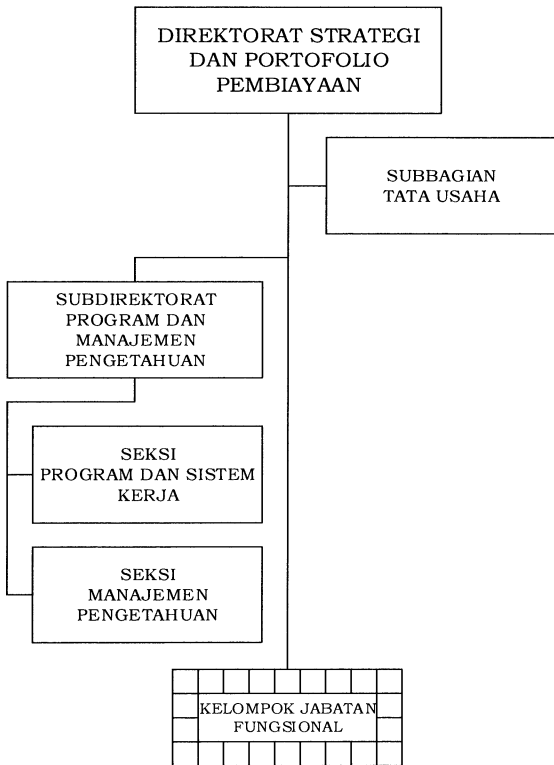 DIREKTORAT STRATEGI
DAN PORTOFOLIO
PEMBIAYAAN
SUBBAGIAN
TATA USAHA
SUBDIREKTORAT
PROGRAM DAN
MANAJEMEN
PENGETAHUAN
SEKSI
PROGRAM DAN SISTEM
KERJA
SEKSI
MANAJEMEN
PENGETAHUAN
KELOMPOK JABATAN
FUNGSIONAL